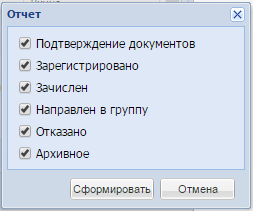 Отчет
Подтверждение документов
Зарегистрировано
Зачислен
Направлен в группу
Отказано
Архивное
Сформировать Отмена